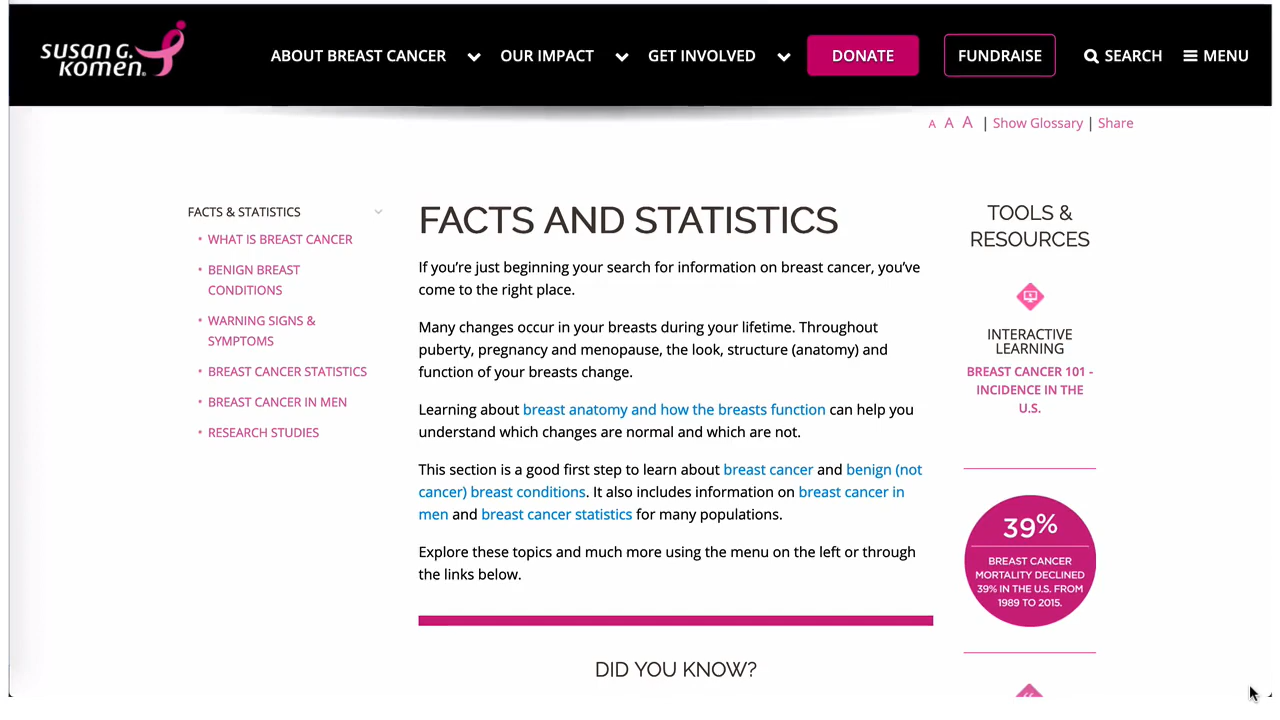 susan G.
komen®
ABOUT BREAST CANCER OUR IMPACT GET INVOLVED DONATE FUNDRAISE SEARCH MENU
A A A | Show Glossary | Share
FACTS & STATISTICS
• WHAT IS BREAST CANCER
• BENIGN BREAST
CONDITIONS
• WARNING SIGNS &
SYMPTOMS
• BREAST CANCER STATISTICS
• BREAST CANCER IN MEN
• RESEARCH STUDIES
FACTS AND STATISTICS
If you’re just beginning your search for information on breast cancer, you’ve
come to the right place.
Many changes occur in your breasts during your lifetime. Throughout
puberty, pregnancy and menopause, the look, structure (anatomy) and
function of your breasts change.
Learning about breast anatomy and how the breasts function can help you
understand which changes are normal and which are not.
This section is a good first step to learn about breast cancer and benign (not
cancer) breast conditions. It also includes information on breast cancer in
men and breast cancer statistics for many populations.
Explore these topics and much more using the menu on the left or through
the links below.
DID YOU KNOW?
TOOLS &
RESOURCES
INTERACTIVE
LEARNING
BREAST CANCER 101 -
INCIDENCE IN THE
U.S.
39%
BREAST CANCER
MORTALITY DECLINED
39% IN THE U.S. FROM
1989 TO 2015.